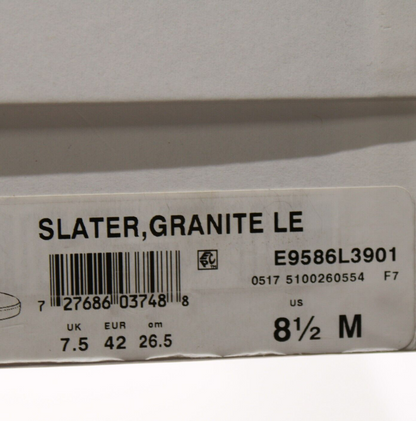 SLATER,GRANITE LE
E9586L3901
0517 5100260554 F7
7 27686 03748 8
UK EUR cm
7.5 42 26.5
US
8½ M